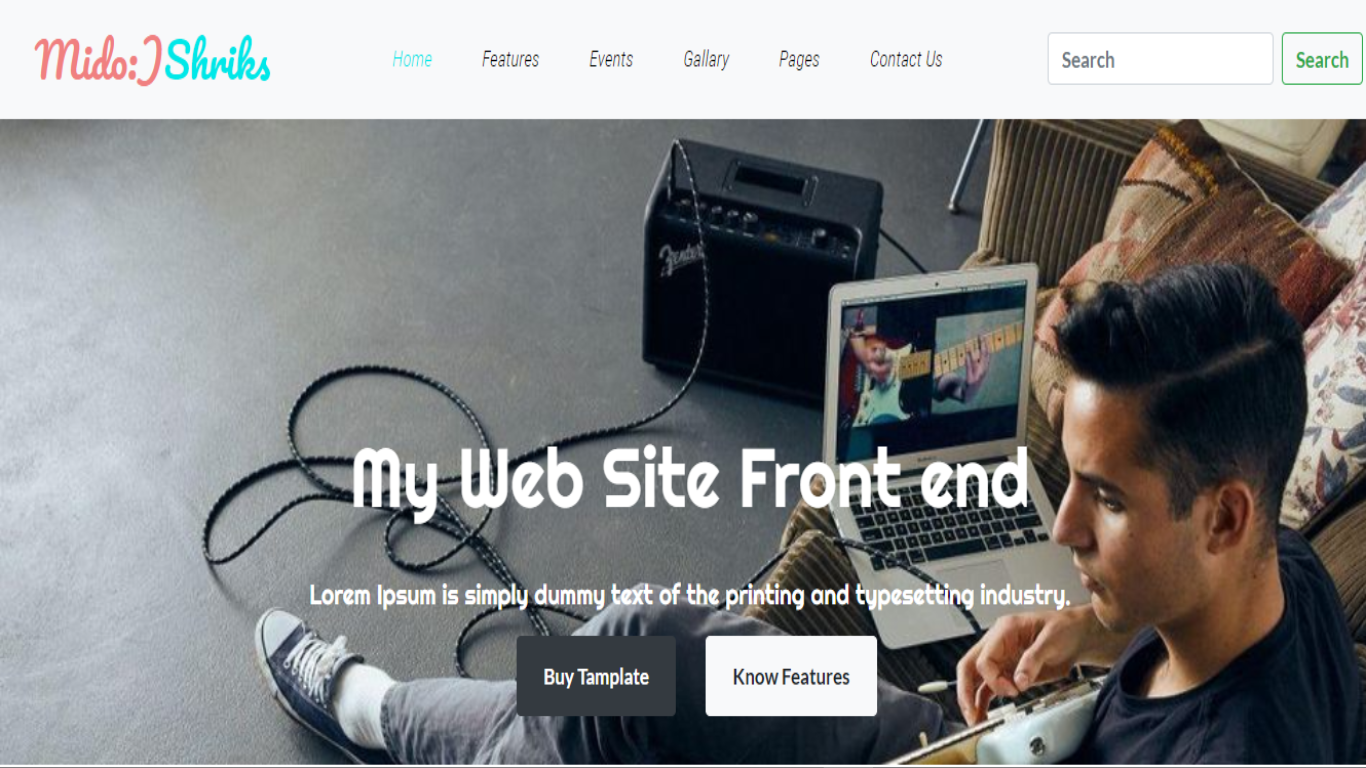 Mido:)Shriks
Home Features Events Gallary Pages Contact Us
Search Search
Fender
My Web Site Front end
Lorem Ipsum is simply dummy text of the printing and typesetting industry.
Buy Tamplate Know Features